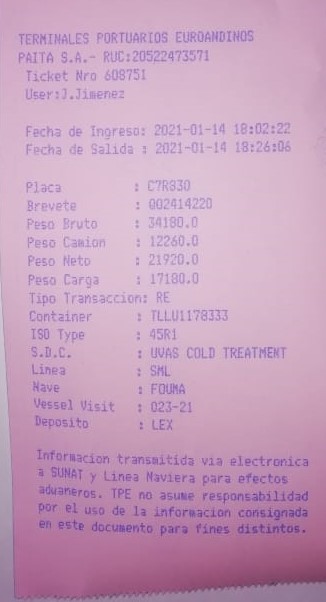 TERMINALES PORTUARIOS EUROANDINOS
PAITA S.A.- RUC:20522473571
Ticket Nro 608751
User:J.Jimenez
Fecha de Ingreso: 2021-01-14 18:02:22
Fecha de Salida : 2021-01-14 18:26:06
Placa : C7R830
Brevete : Q02414220
Peso Bruto : 34180.0
Peso Camion : 12260.0
Peso Neto : 21920.0
Peso Carga : 17180.0
Tipo Transaccion: RE
Container : TLLU1178333
ISO Type : 45R1
S.D.C. : UVAS COLD TREATMENT
Linea : SML
Nave : FOUMA
Vessel Visit : 023-21
Deposito : LEX
Informacion transmitida via electronica
a SUNAT y Linea Naviera para efectos
aduaneros. TPE no asume responsabilidad
por el uso de la informacion consignada
en este documento para fines distintos.